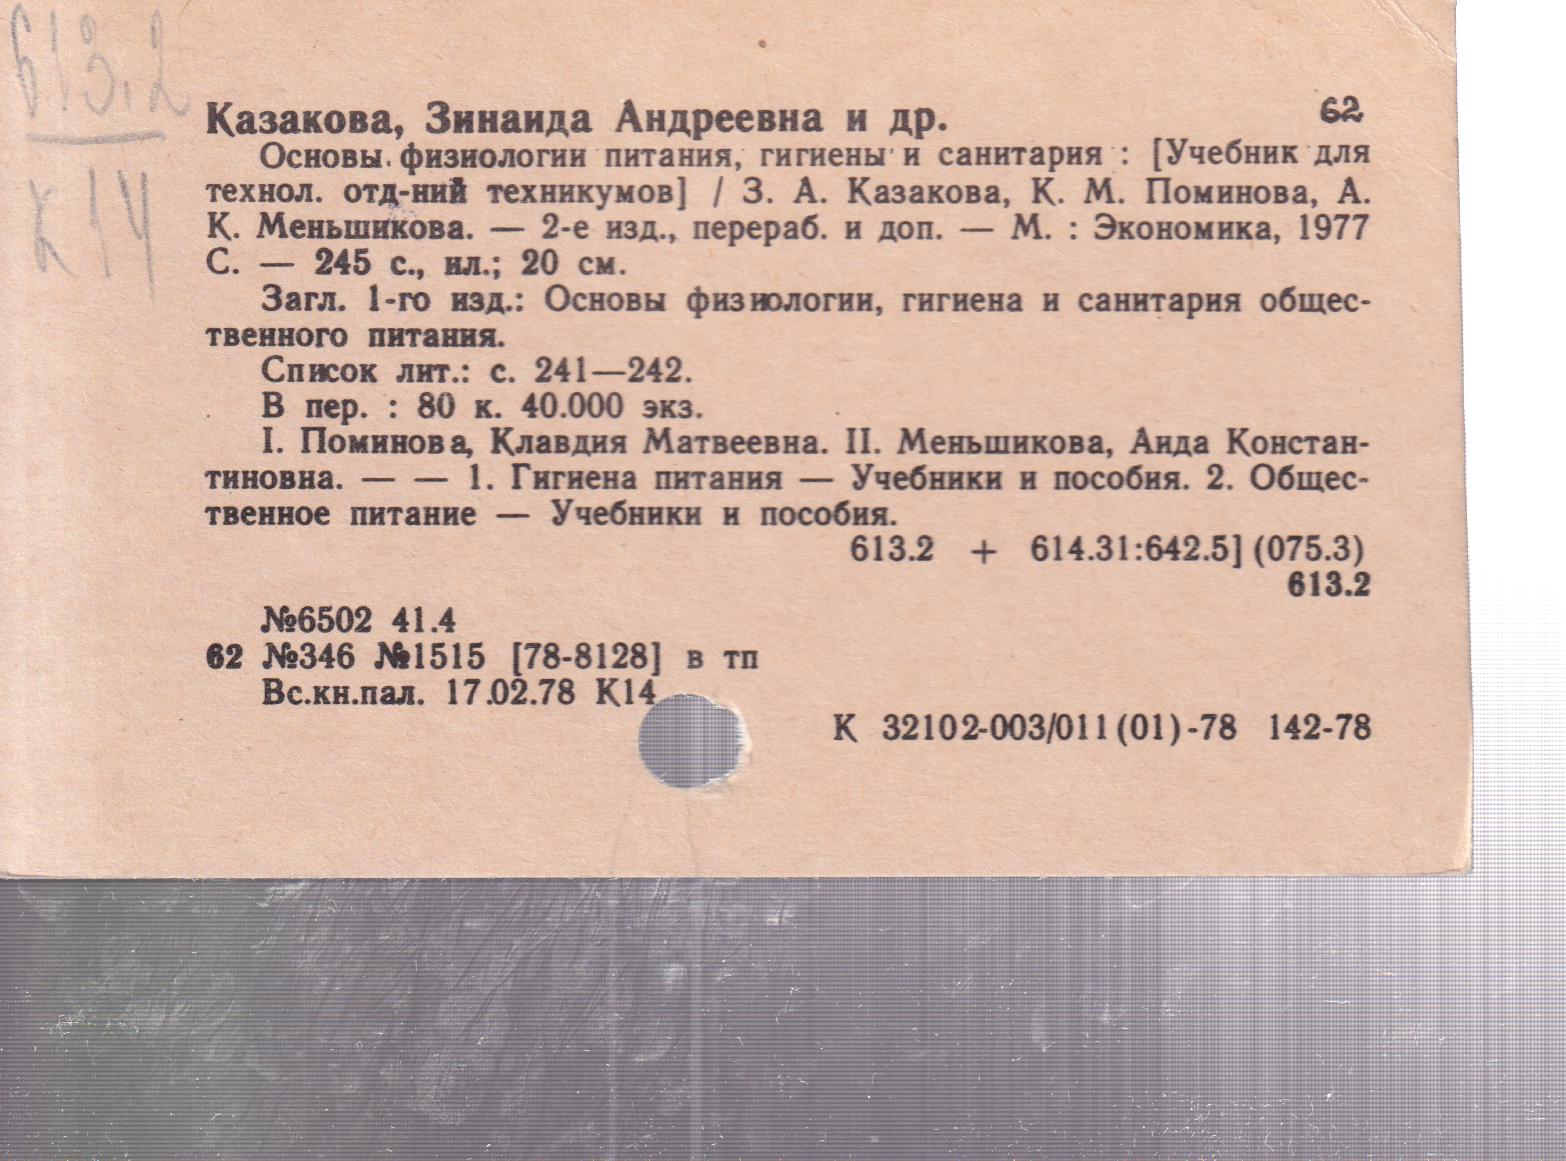 613.2
К14
Казакова, Зинаида Андреевна и др. 62
Основы физиологии питания, гигиены и санитария : [Учебник для
технол. отд-ний техникумов] / З. А. Казакова, К. М. Поминова, А.
К. Меньшикова. — 2-е изд., перераб. и доп. — М. : Экономика, 1977
С. — 245 с., ил.; 20 см.
Загл. 1-го изд.: Основы физиологии, гигиена и санитария общес-
твенного питания.
Список лит.: с. 241—242.
В пер. : 80 к. 40.000 экз.
I. Поминова, Клавдия Матвеевна. II. Меньшикова, Аида Констан-
тиновна. — — 1. Гигиена питания — Учебники и пособия. 2. Общес-
твенное питание — Учебники и пособия.
613.2 + 614.31:642.5] (075.3)
613.2
№6502 41.4
62 №346 №1515 [78-8128] в тп
Вс.кн.пал. 17.02.78 К14
К 32102-003/011(01)-78 142-78